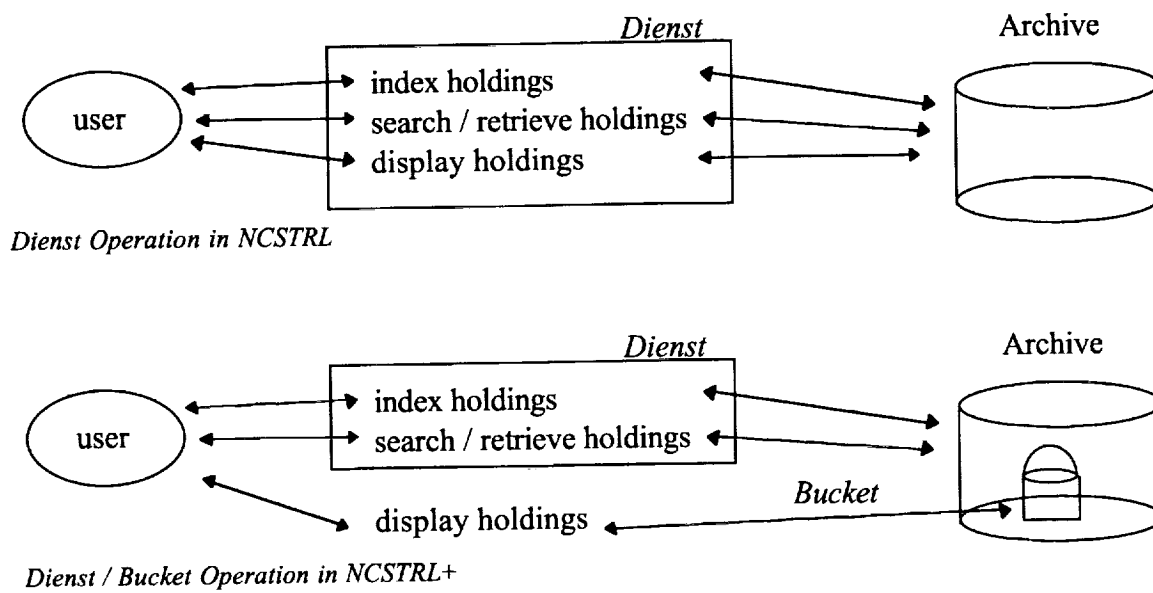 Dienst
Archive
user
index holdings
search / retrieve holdings
display holdings
Dienst Operation in NCSTRL
Dienst
Archive
user
index holdings
search / retrieve holdings
Bucket
display holdings
Dienst / Bucket Operation in NCSTRL+